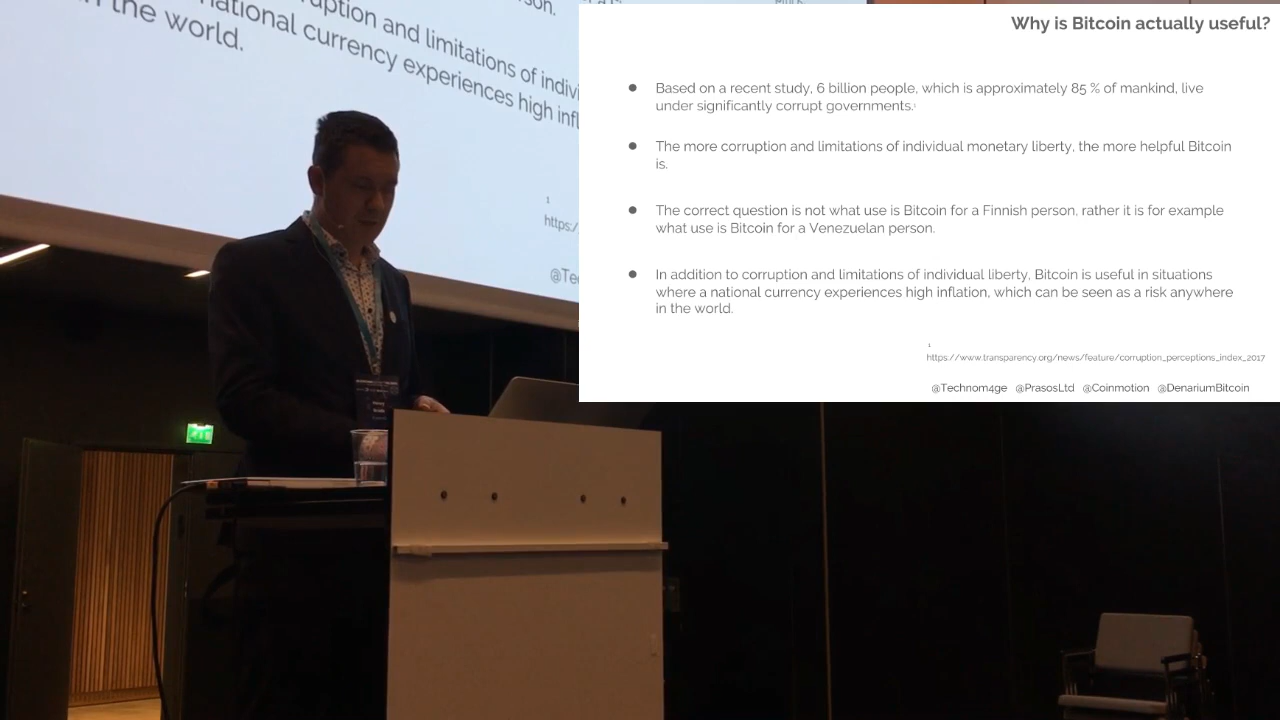 son.
ruption and limitations of indivi
national currency experiences high infl
n the world.
1
https:/
@Te
Why is Bitcoin actually useful?
● Based on a recent study, 6 billion people, which is approximately 85 % of mankind, live
under significantly corrupt governments.¹
● The more corruption and limitations of individual monetary liberty, the more helpful Bitcoin
is.
● The correct question is not what use is Bitcoin for a Finnish person, rather it is for example
what use is Bitcoin for a Venezuelan person.
● In addition to corruption and limitations of individual liberty, Bitcoin is useful in situations
where a national currency experiences high inflation, which can be seen as a risk anywhere
in the world.
1
https://www.transparency.org/news/feature/corruption_perceptions_index_2017
@Technom4ge @PrasosLtd @Coinmotion @DenariumBitcoin